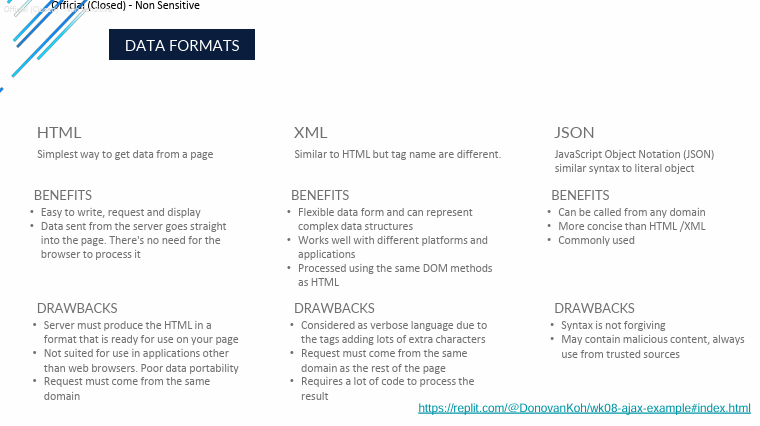 Official (Closed) - Non Sensitive
DATA FORMATS
HTML
Simplest way to get data from a page
BENEFITS
• Easy to write, request and display
• Data sent from the server goes straight
into the page. There's no need for the
browser to process it
DRAWBACKS
• Server must produce the HTML in a
format that is ready for use on your page
• Not suited for use in applications other
than web browsers. Poor data portability
• Request must come from the same
domain
XML
Similar to HTML but tag name are different.
BENEFITS
• Flexible data form and can represent
complex data structures
• Works well with different platforms and
applications
• Processed using the same DOM methods
as HTML
DRAWBACKS
• Considered as verbose language due to
the tags adding lots of extra characters
• Request must come from the same
domain as the rest of the page
• Requires a lot of code to process the
result
JSON
JavaScript Object Notation (JSON)
similar syntax to literal object
BENEFITS
• Can be called from any domain
• More concise than HTML /XML
• Commonly used
DRAWBACKS
• Syntax is not forgiving
• May contain malicious content, always
use from trusted sources
https://replit.com/@DonovanKoh/wk08-ajax-example#index.html